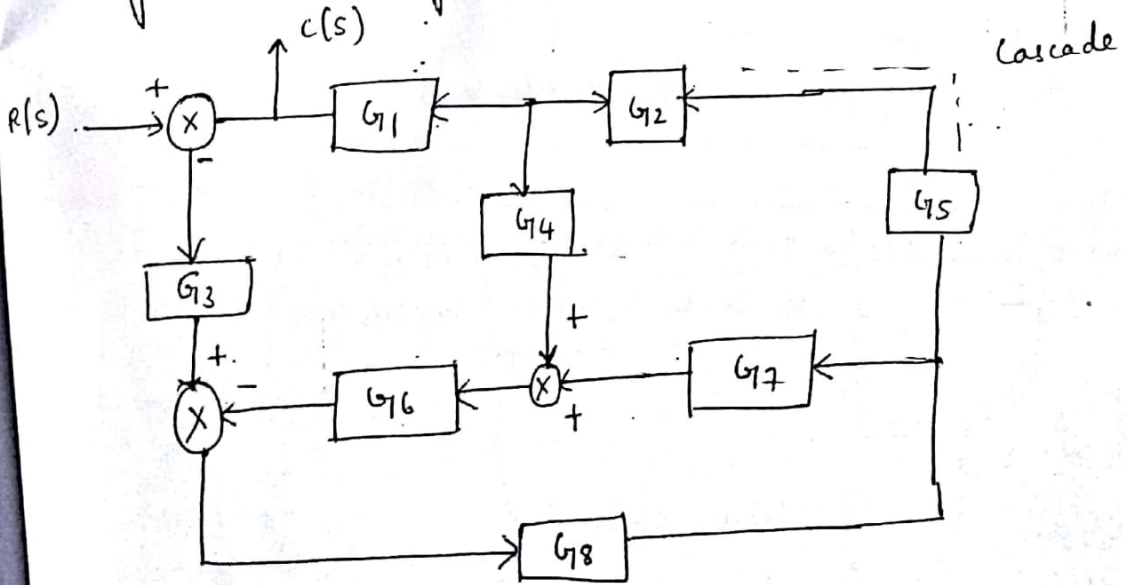 C(S)
Cascade
R(S)
+
X
-
G1
G2
G5
G4
G3
+
+.
-
X
G6
X
+
G7
G8